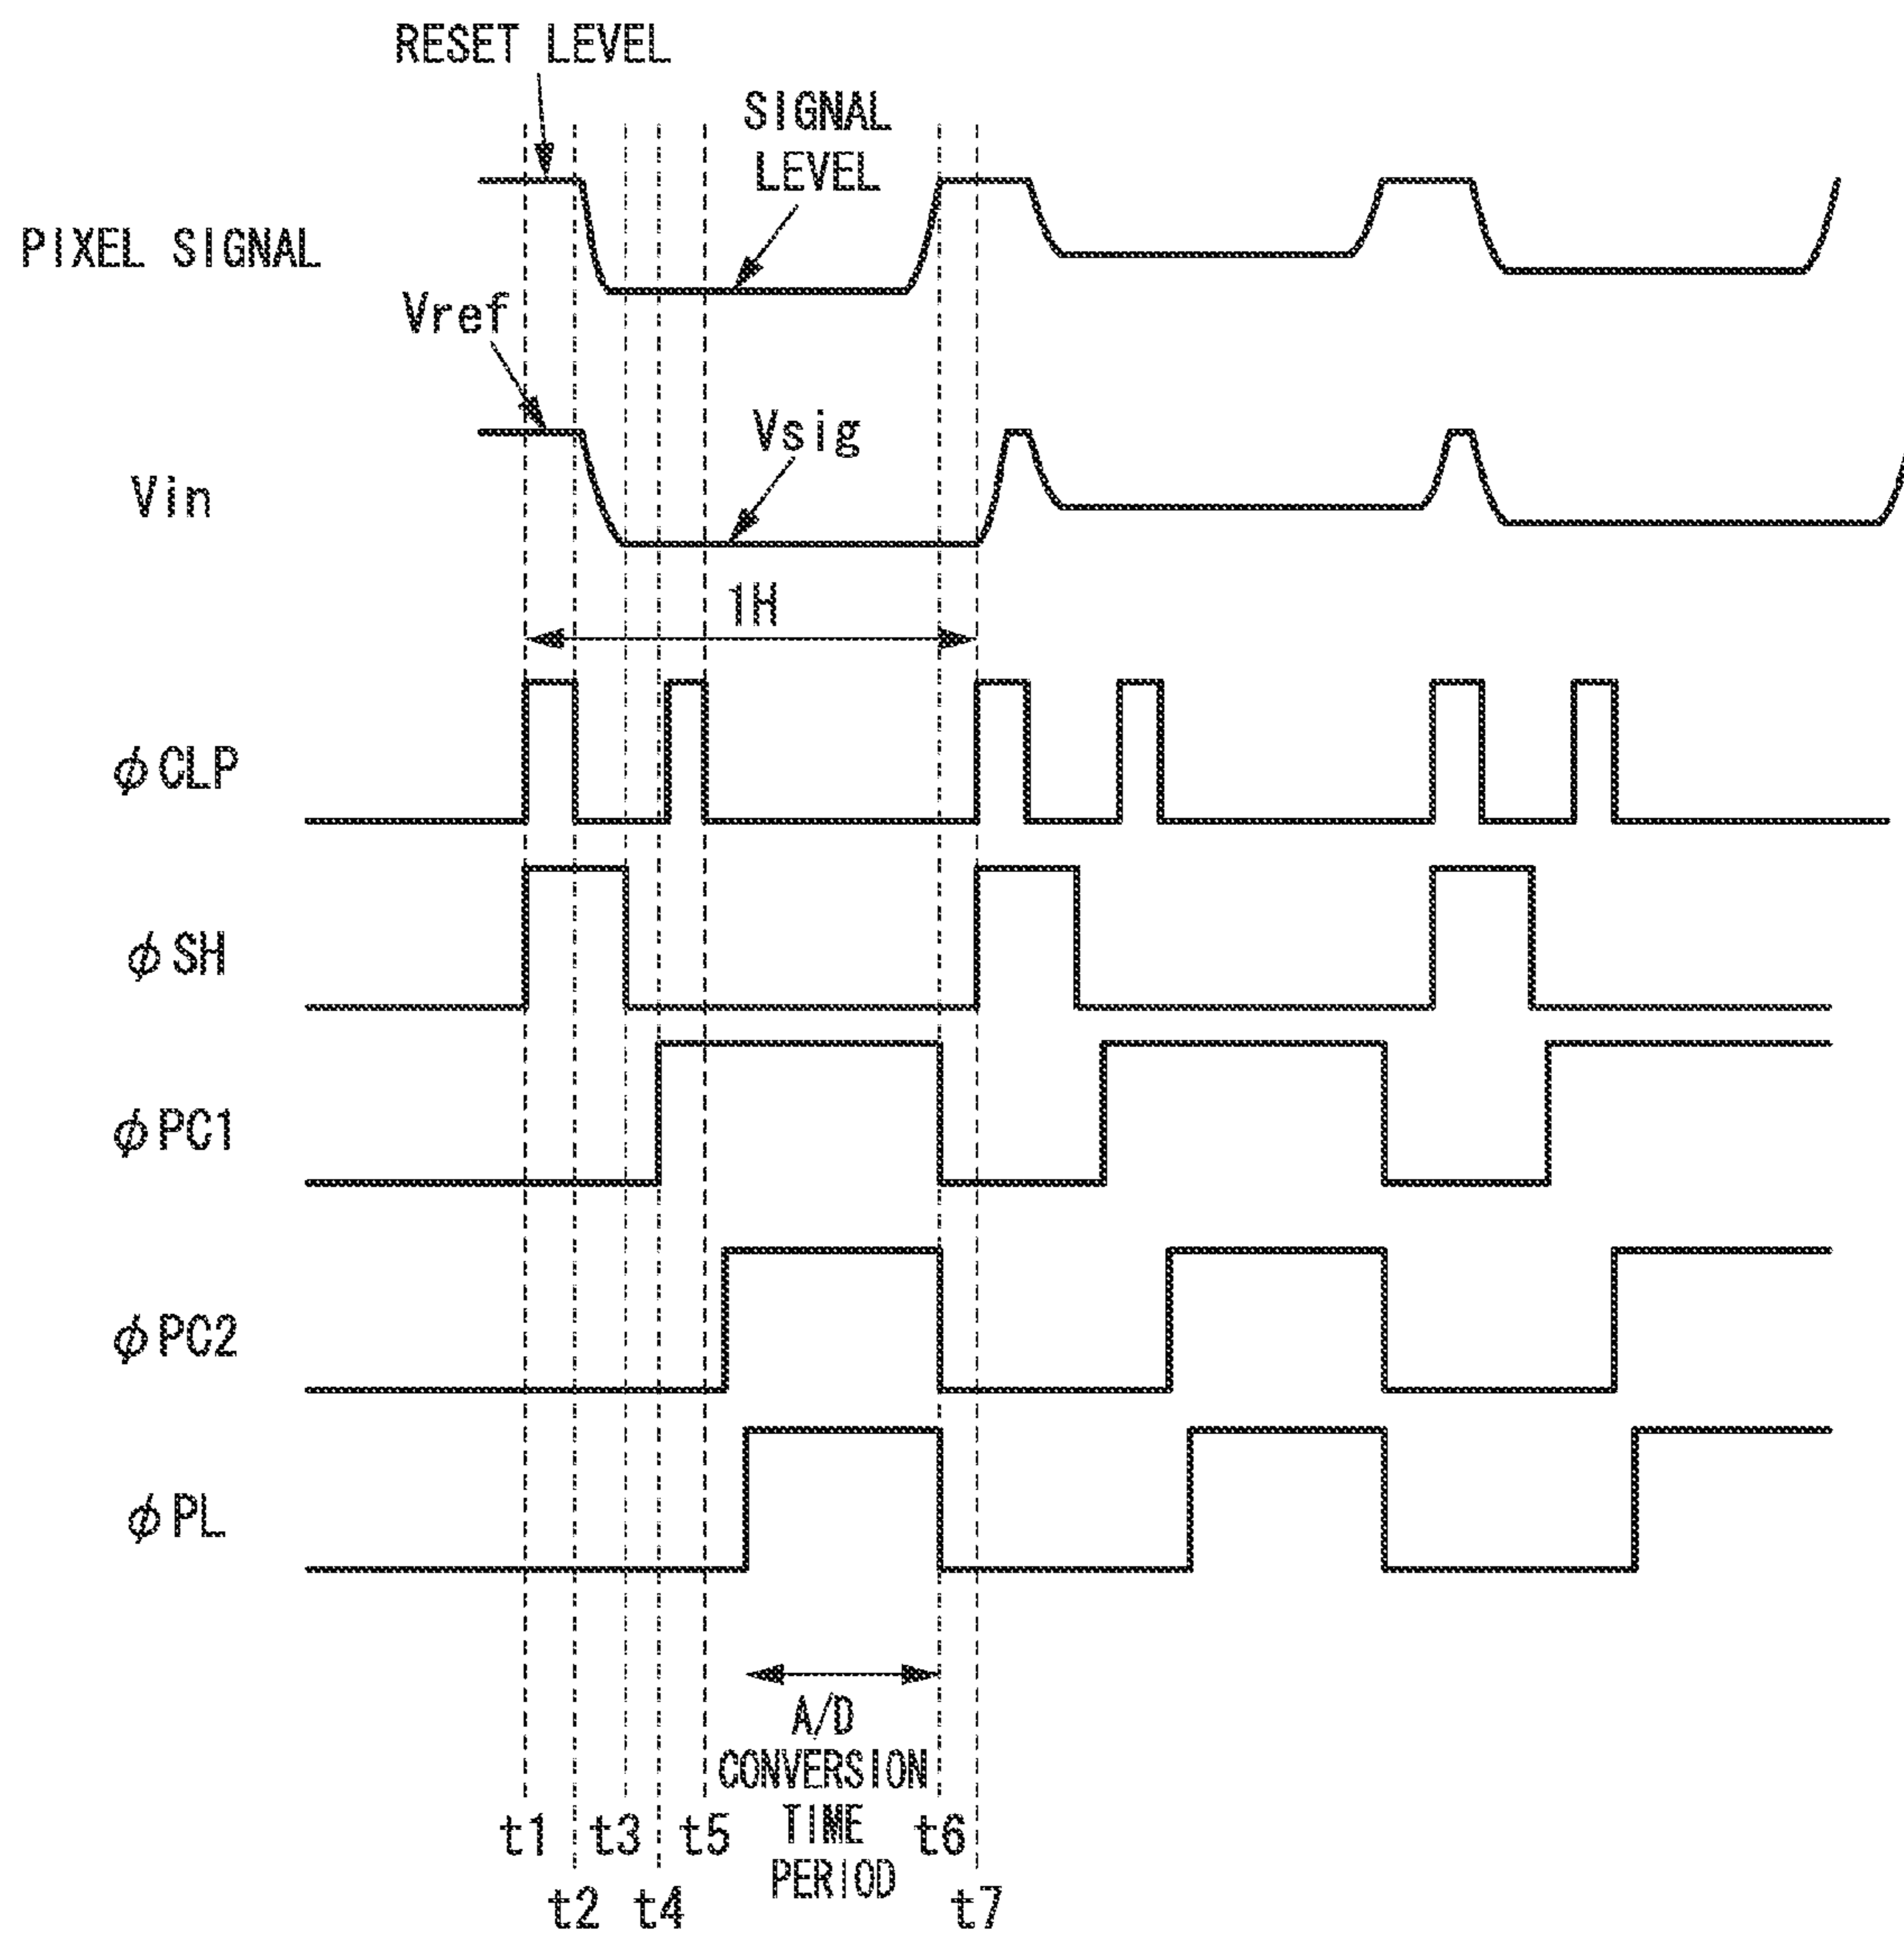 RESET LEVEL
SIGNAL
LEVEL
PIXEL SIGNAL
Vref
Vsig
Vin
1H
ϕCLP
ϕSH
ϕPC1
ϕPC2
ϕPL
A/D
CONVERSION
TIME
PERIOD
t1 t3 t5 t6
t2 t4 t7